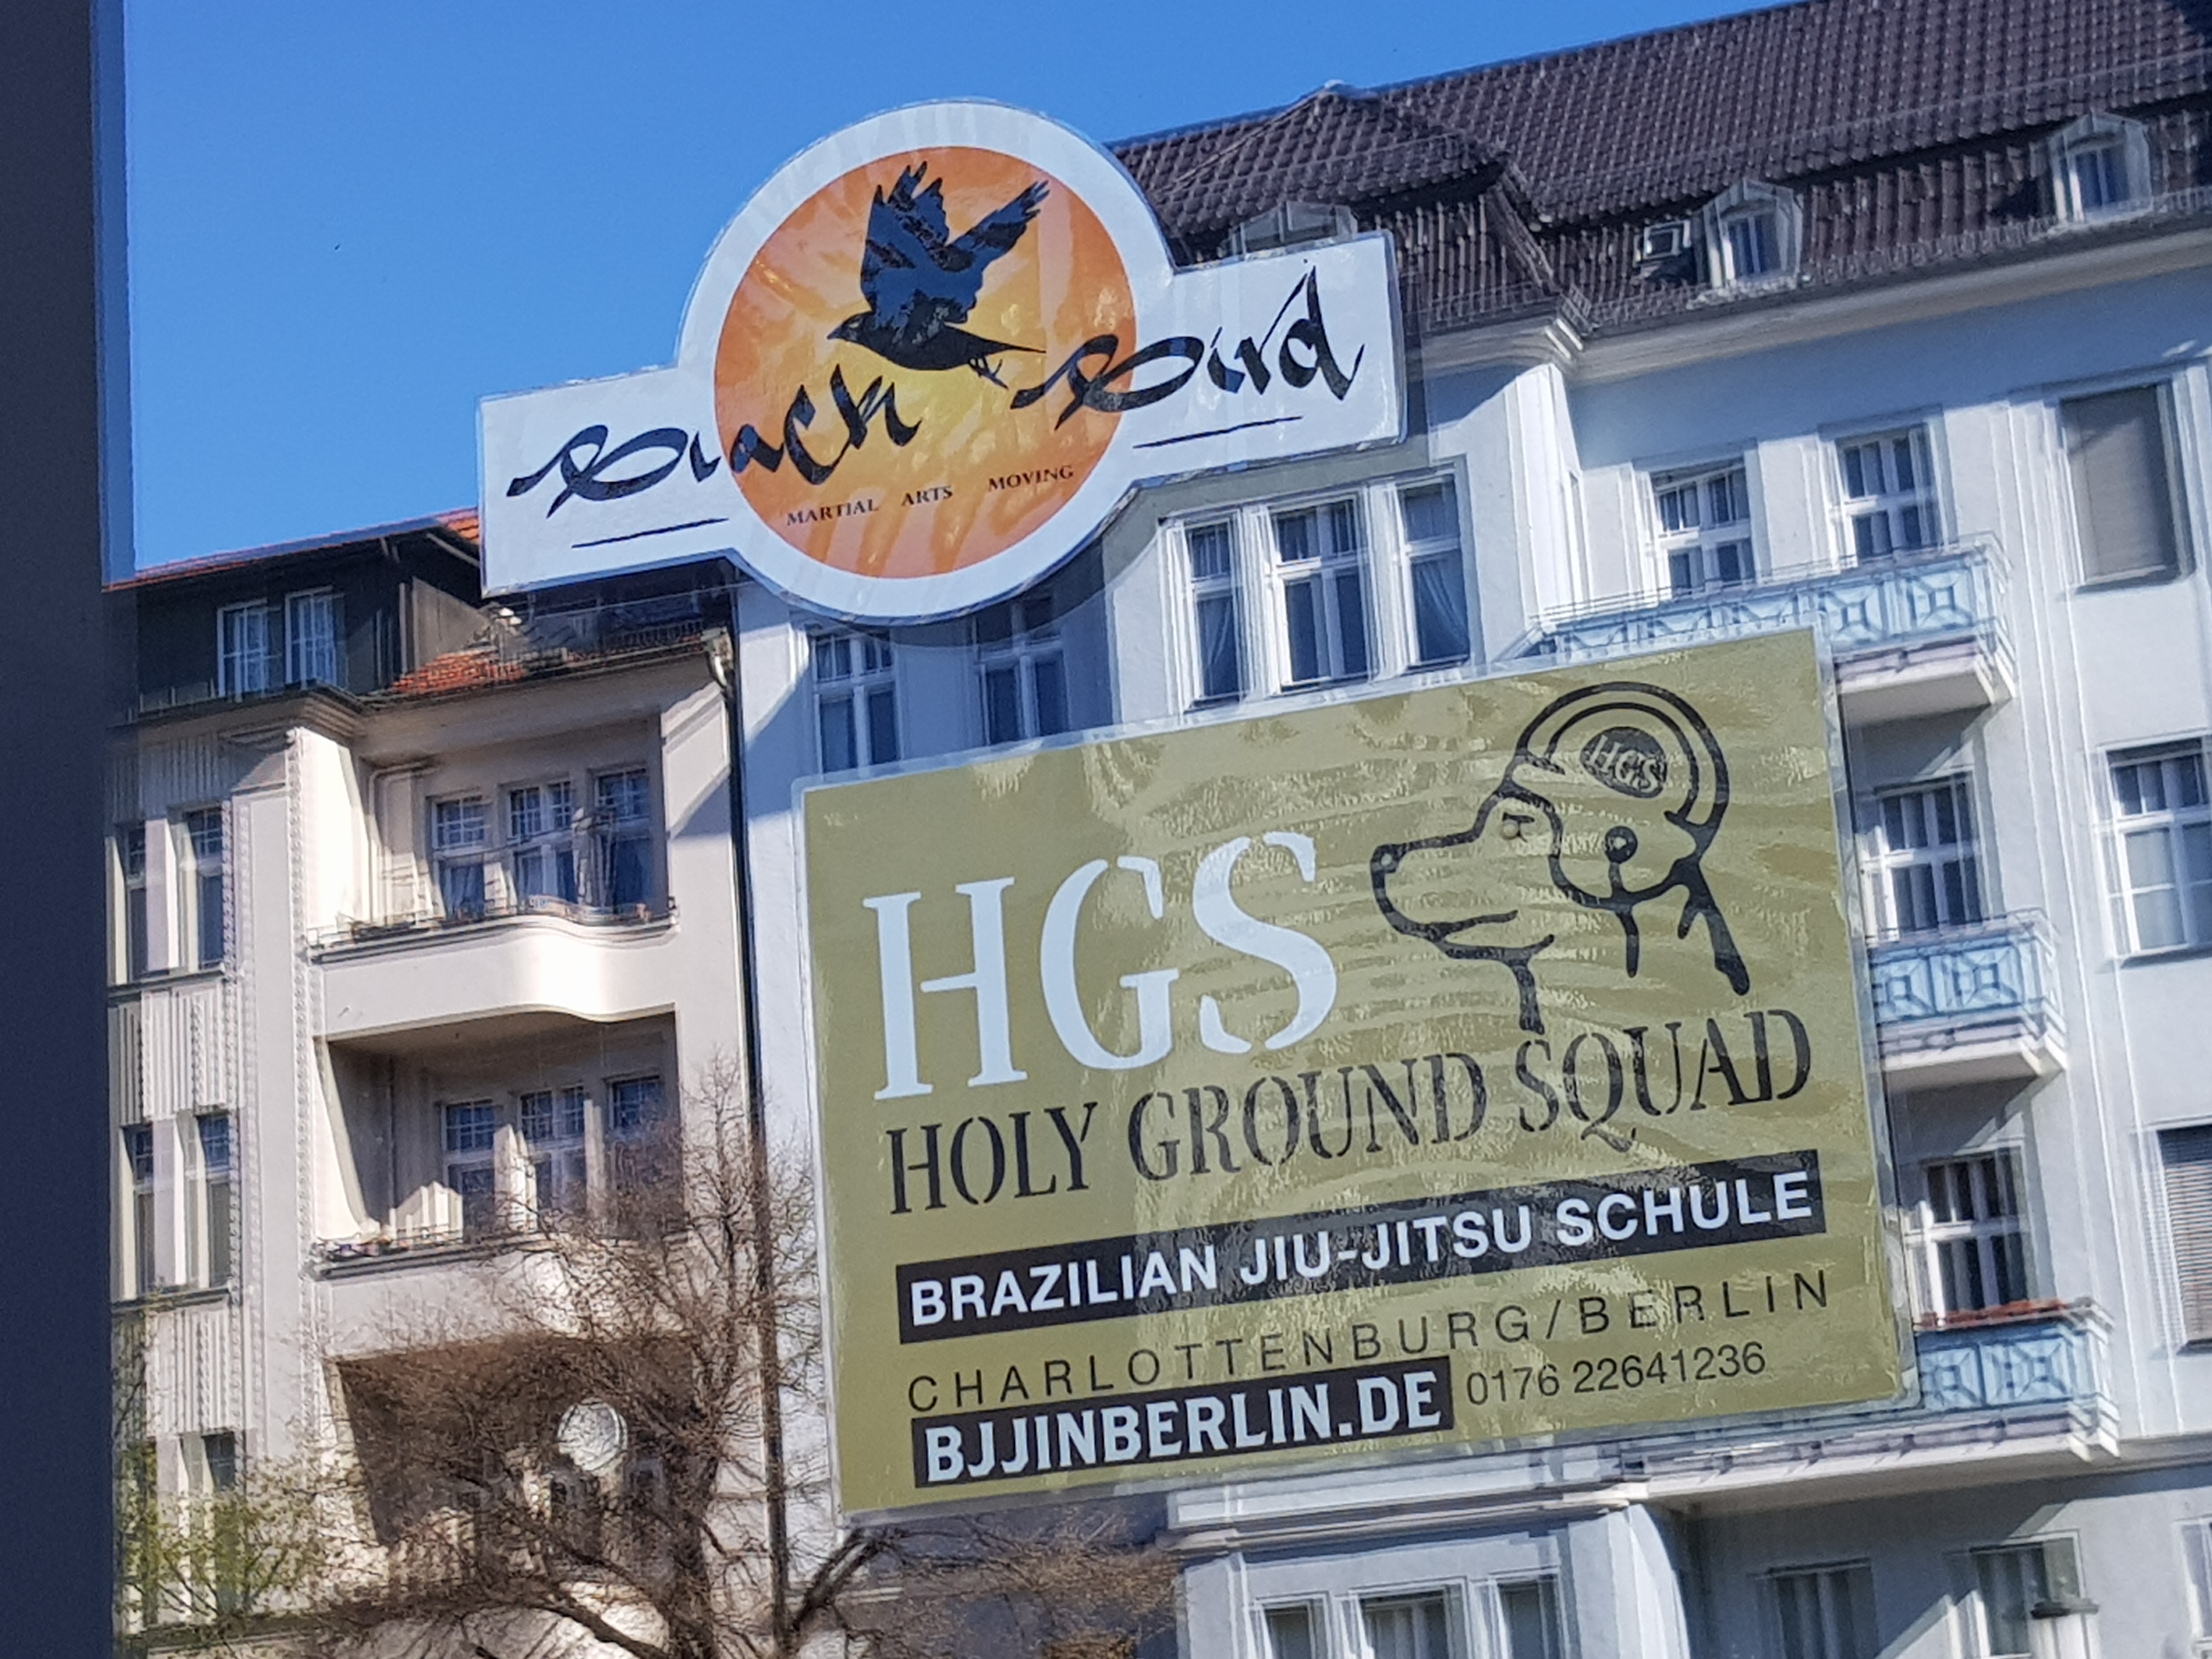 Black Bird
MARTIAL ARTS MOVING
HGS
HGS
HOLY GROUND SQUAD
BRAZILIAN JIU-JITSU SCHULE
CHARLOTTENBURG/BERLIN
BJJINBERLIN.DE 0176 22641236